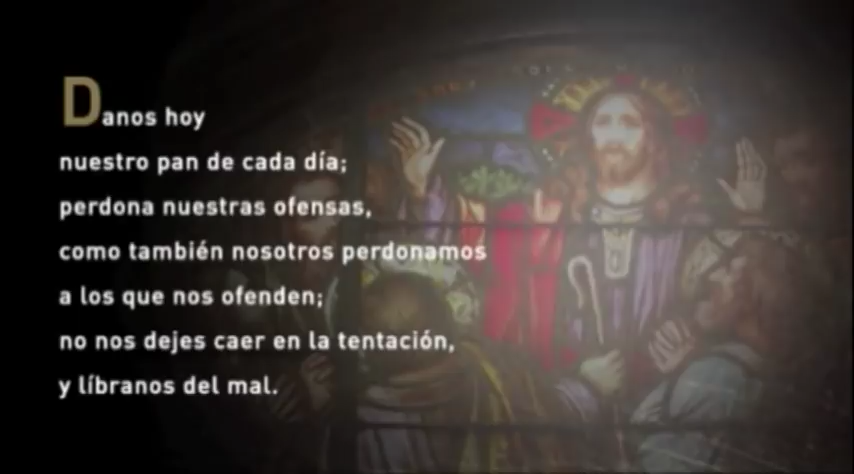 Danos hoy
nuestro pan de cada día;
perdona nuestras ofensas,
como también nosotros perdonamos
a los que nos ofenden;
no nos dejes caer en la tentación,
y líbranos del mal.